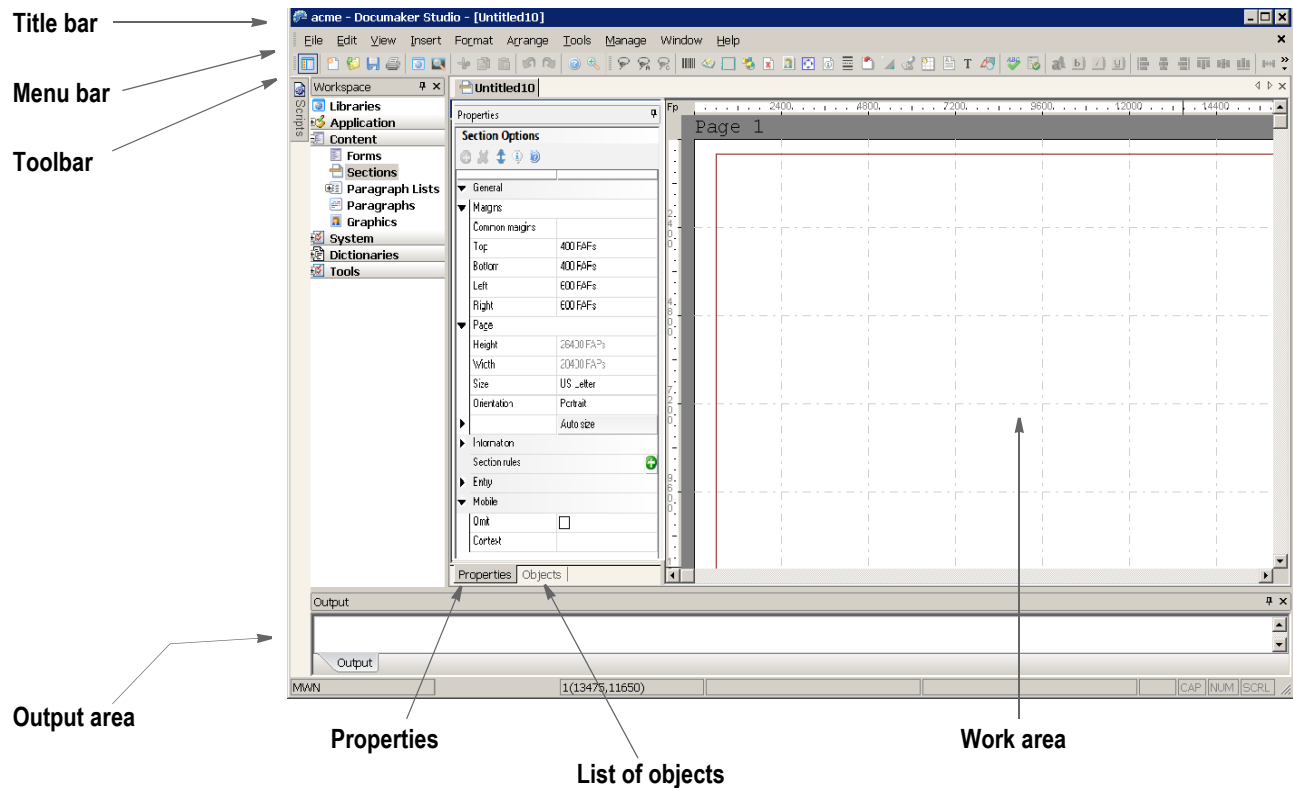 Title bar
Menu bar
Toolbar
Output area
Properties
List of objects
Work area
acme - Documaker Studio - [Untitled10]
File Edit View Insert Format Arrange Tools Manage Window Help
Workspace
Scripts
Libraries
Application
Content
Forms
Sections
Paragraph Lists
Paragraphs
Graphics
System
Dictionaries
Tools
Untitled10
Properties
Section Options
General
Margins
Common margins
Top 400 FAPs
Bottom 400 FAPs
Left 600 FAPs
Right 600 FAPs
Page
Height 26400 FAPs
Width 20400 FAPs
Size US Letter
Orientation Portrait
Auto size
Information
Section rules
Entry
Mobile
Omit
Context
Properties Objects
Fp 2400 4800 7200 9600 12000 14400
Page 1
2400
4800
7200
9600
Output
Output
MWN 1(13475,11650) CAP NUM SCRL